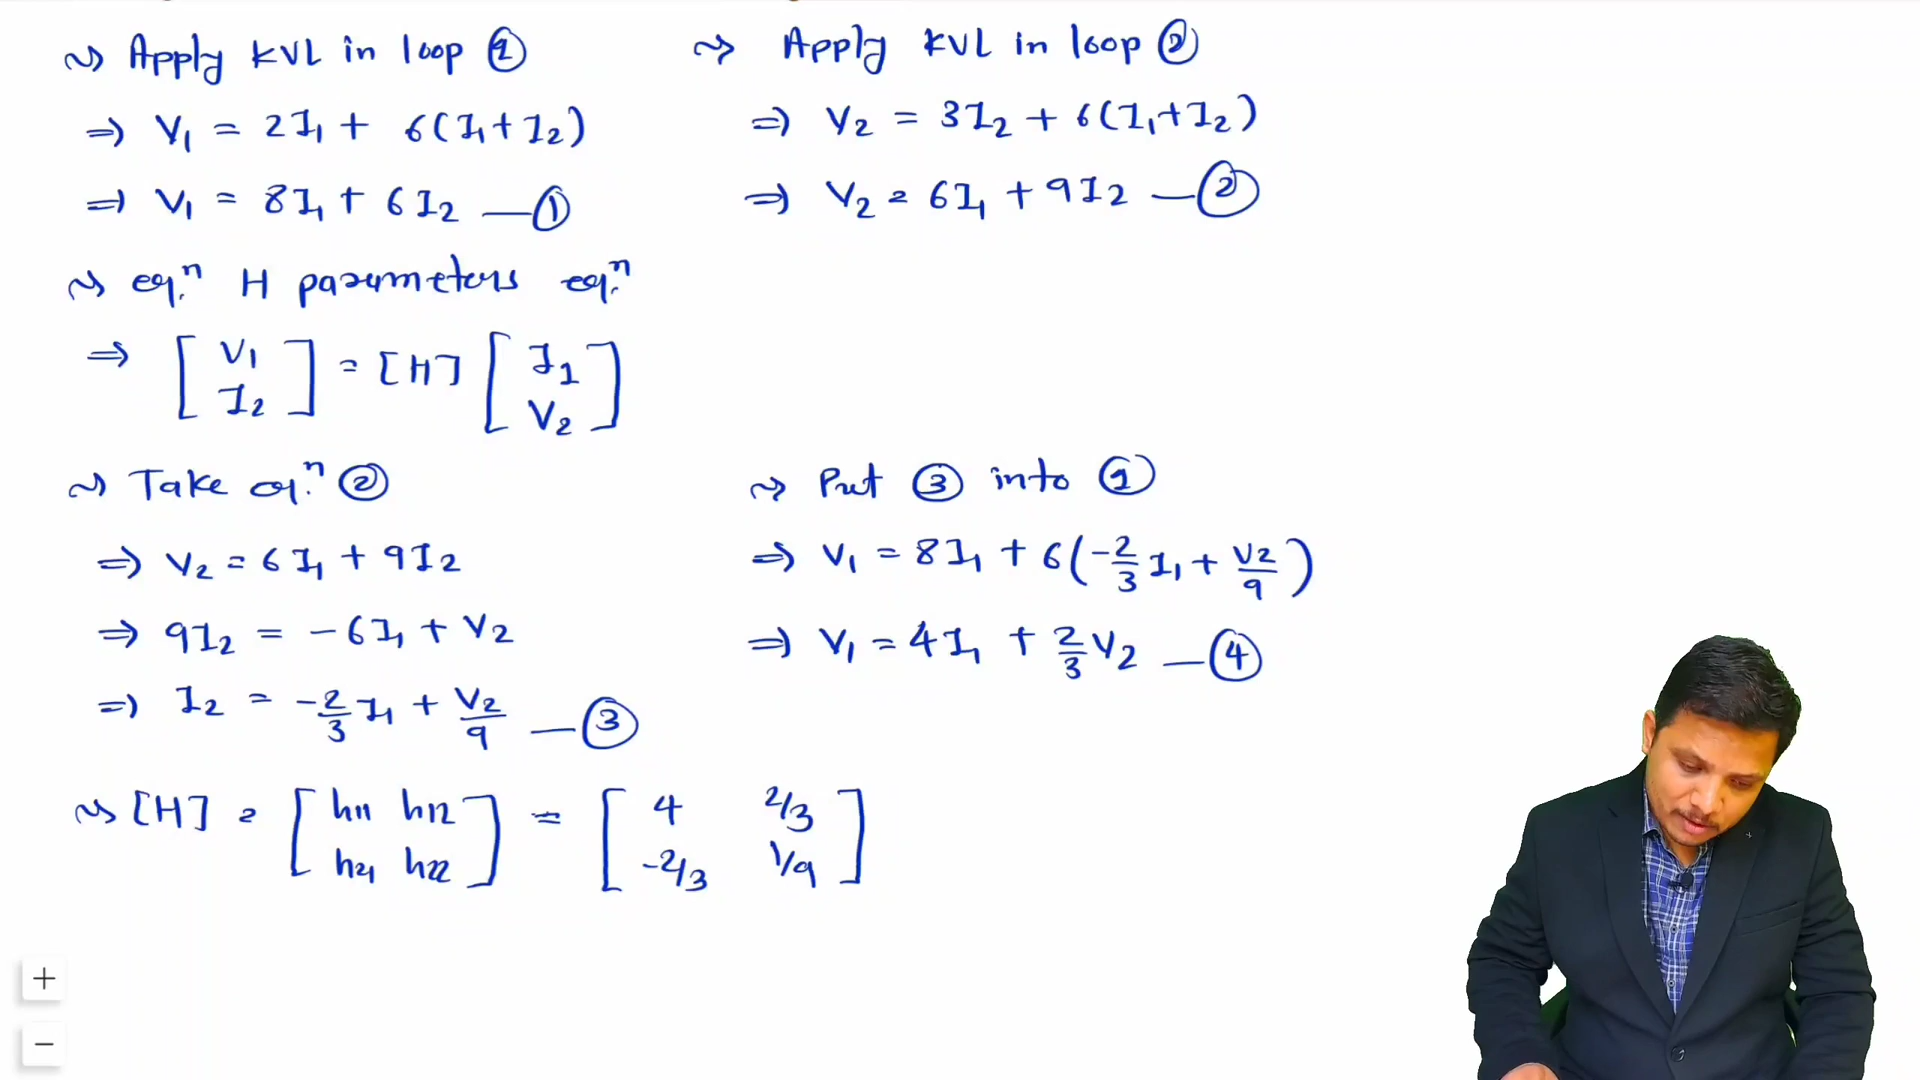 ~> Apply KVL in loop ①
⇒ V₁ = 2I₁ + 6(I₁+I₂)
⇒ V₁ = 8I₁ + 6I₂ —①
~> Apply KVL in loop ②
⇒ V₂ = 3I₂ + 6(I₁+I₂)
⇒ V₂ = 6I₁ + 9I₂ —②
~> eq.ⁿ H parameters eq.ⁿ
⇒ [V₁ I₂] = [H] [I₁ V₂]
~> Take eq.ⁿ ②
⇒ V₂ = 6I₁ + 9I₂
⇒ 9I₂ = -6I₁ + V₂
⇒ I₂ = -2/3 I₁ + V₂/9 —③
~> Put ③ into ①
⇒ V₁ = 8I₁ + 6(-2/3 I₁ + V₂/9)
⇒ V₁ = 4I₁ + 2/3 V₂ —④
~> [H] = [h₁₁ h₁₂ = [4 2/3
h₂₁ h₂₂] -2/3 1/9]
+
−